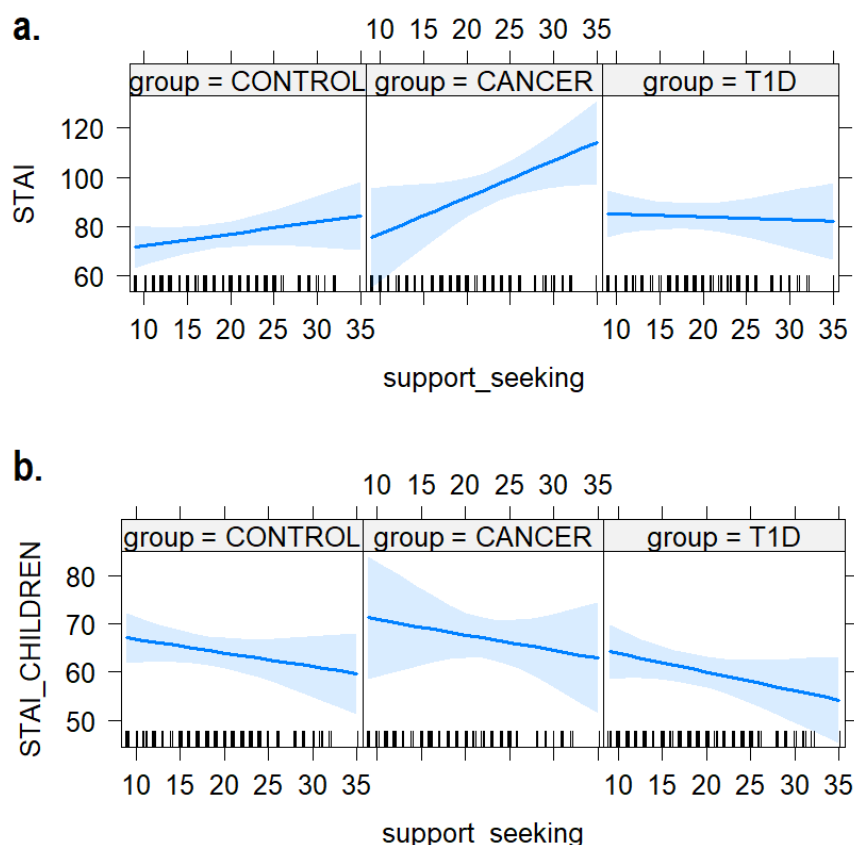 a.
10 15 20 25 30 35
group = CONTROL group = CANCER group = T1D
120
100
80
60
STAI
10 15 20 25 30 35 10 15 20 25 30 35
support_seeking
b.
10 15 20 25 30 35
group = CONTROL group = CANCER group = T1D
80
70
60
50
STAI_CHILDREN
10 15 20 25 30 35 10 15 20 25 30 35
support_seeking